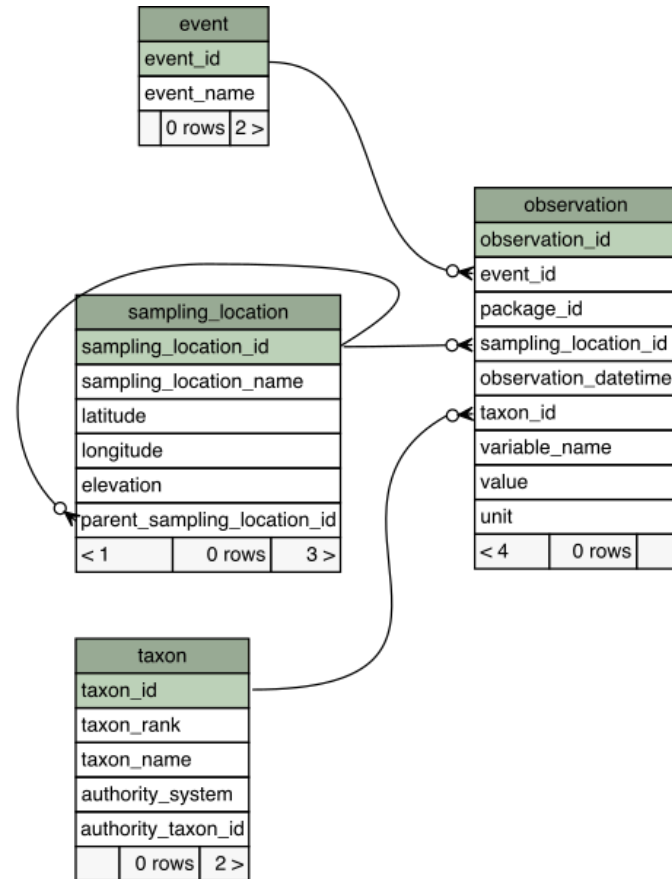 event
event_id
event_name
0 rows 2 >
observation
observation_id
event_id
package_id
sampling_location_id
observation_datetime
taxon_id
variable_name
value
unit
< 4 0 rows
sampling_location
sampling_location_id
sampling_location_name
latitude
longitude
elevation
parent_sampling_location_id
< 1 0 rows 3 >
taxon
taxon_id
taxon_rank
taxon_name
authority_system
authority_taxon_id
0 rows 2 >